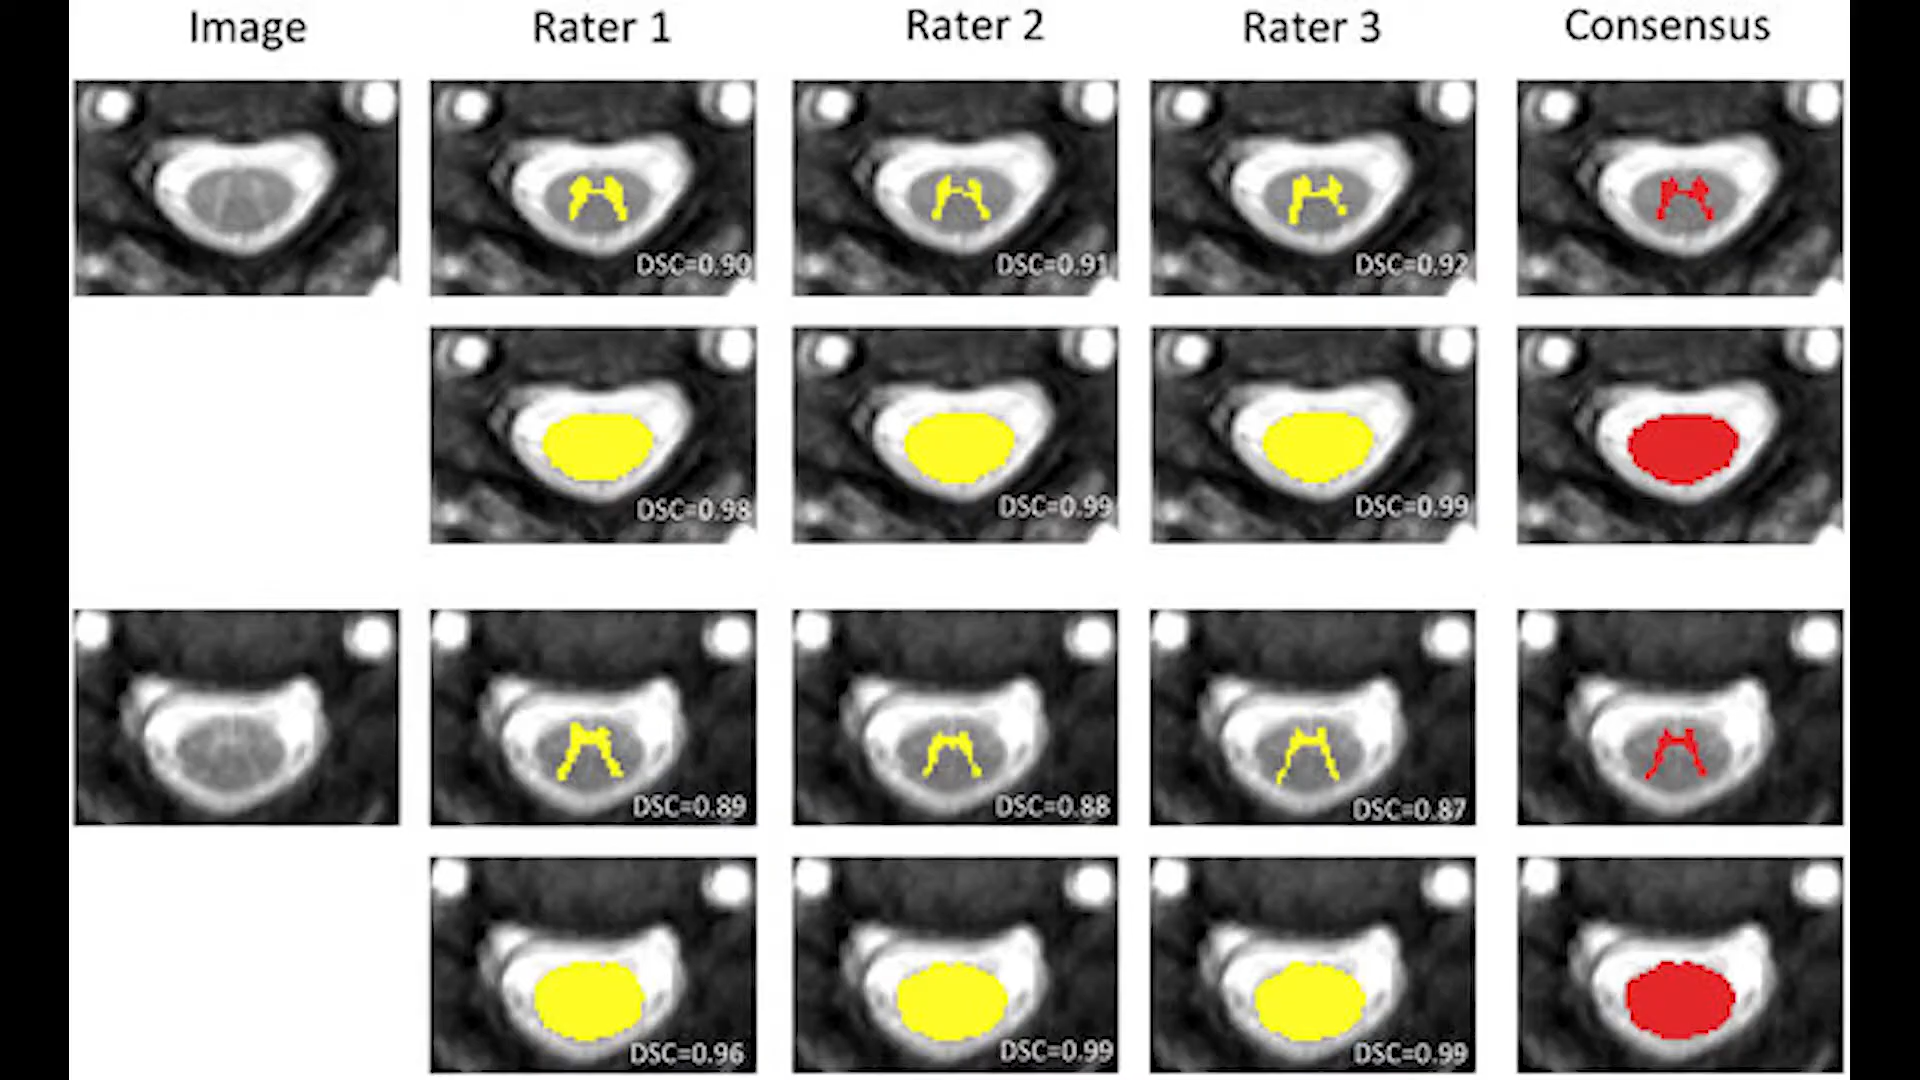 Image Rater 1 Rater 2 Rater 3 Consensus
DSC=0.90 DSC=0.91 DSC=0.92
DSC=0.98 DSC=0.99 DSC=0.99
DSC=0.89 DSC=0.88 DSC=0.87
DSC=0.96 DSC=0.99 DSC=0.99